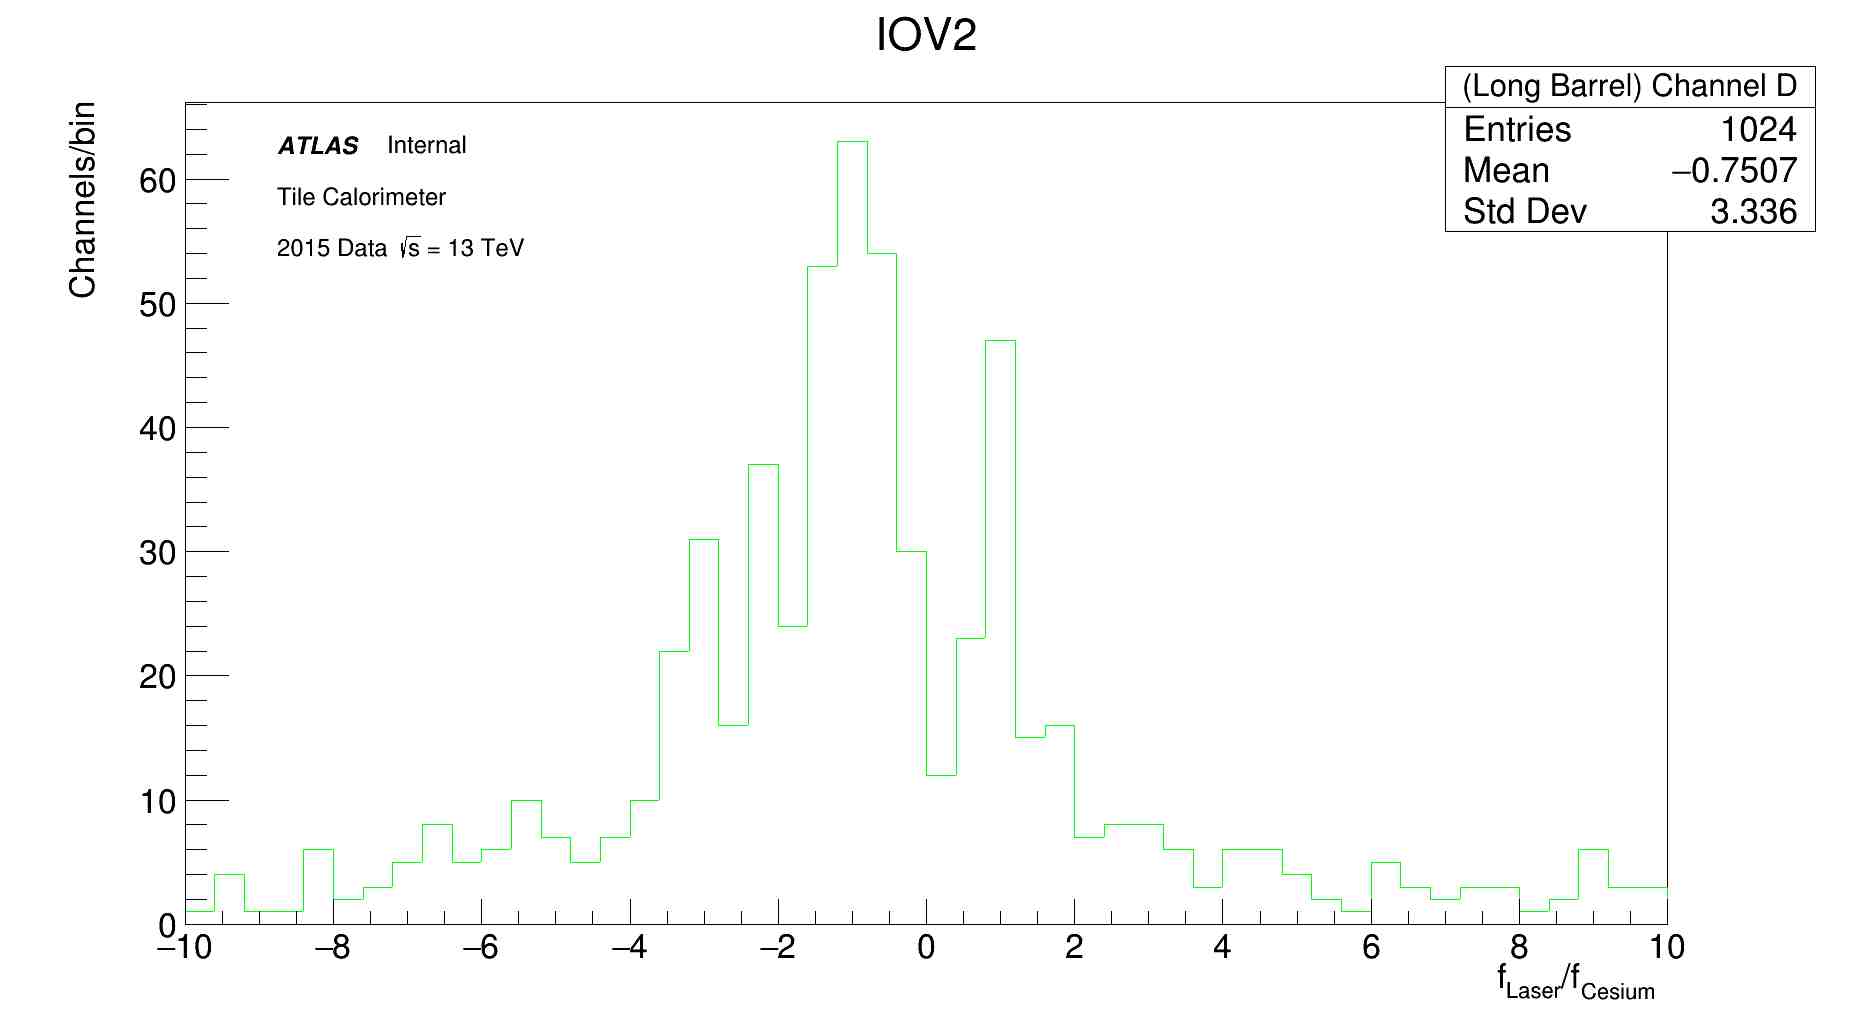 IOV2
(Long Barrel) Channel D
Entries 1024
Mean −0.7507
Std Dev 3.336
ATLAS Internal
Tile Calorimeter
2015 Data √s = 13 TeV
Channels/bin
60
50
40
30
20
10
0
−10 −8 −6 −4 −2 0 2 4 6 8 10
fLaser/fCesium